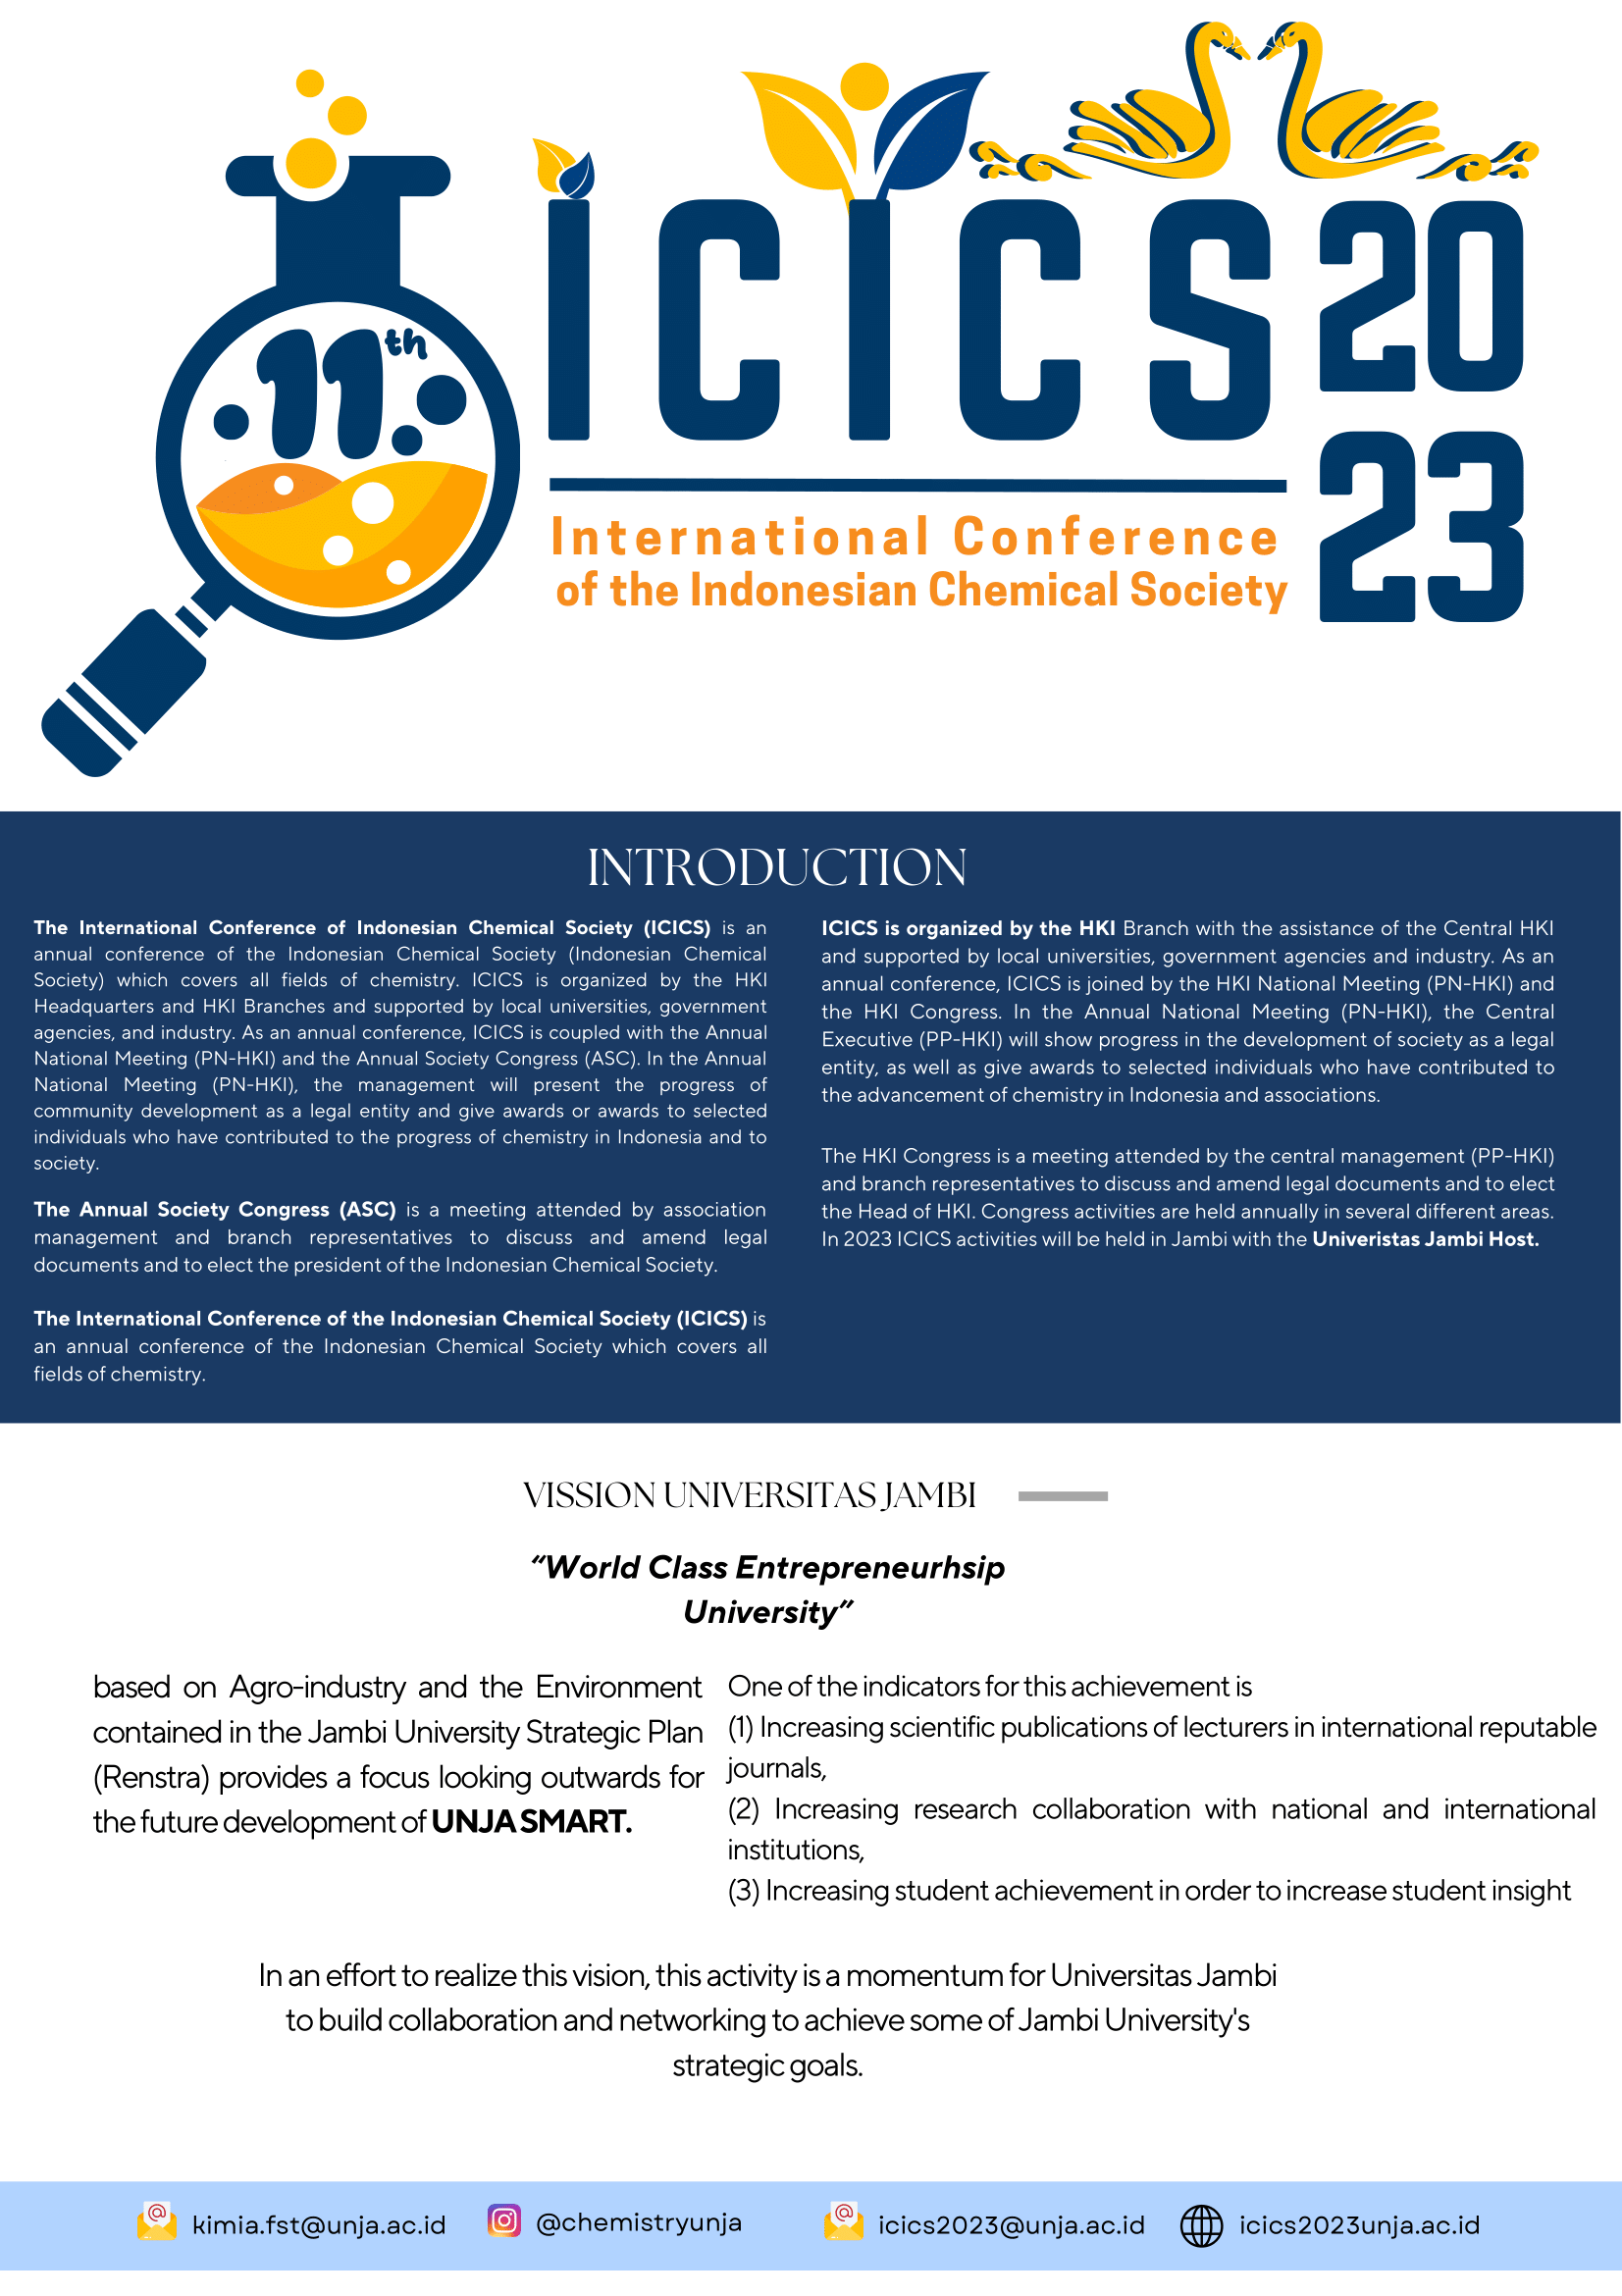 11th
ICICS 2023
International Conference
of the Indonesian Chemical Society
INTRODUCTION
The International Conference of Indonesian Chemical Society (ICICS) is an
annual conference of the Indonesian Chemical Society (Indonesian Chemical
Society) which covers all fields of chemistry. ICICS is organized by the HKI
Headquarters and HKI Branches and supported by local universities, government
agencies, and industry. As an annual conference, ICICS is coupled with the Annual
National Meeting (PN-HKI) and the Annual Society Congress (ASC). In the Annual
National Meeting (PN-HKI), the management will present the progress of
community development as a legal entity and give awards or awards to selected
individuals who have contributed to the progress of chemistry in Indonesia and to
society.
The Annual Society Congress (ASC) is a meeting attended by association
management and branch representatives to discuss and amend legal
documents and to elect the president of the Indonesian Chemical Society.
The International Conference of the Indonesian Chemical Society (ICICS) is
an annual conference of the Indonesian Chemical Society which covers all
fields of chemistry.
ICICS is organized by the HKI Branch with the assistance of the Central HKI
and supported by local universities, government agencies and industry. As an
annual conference, ICICS is joined by the HKI National Meeting (PN-HKI) and
the HKI Congress. In the Annual National Meeting (PN-HKI), the Central
Executive (PP-HKI) will show progress in the development of society as a legal
entity, as well as give awards to selected individuals who have contributed to
the advancement of chemistry in Indonesia and associations.
The HKI Congress is a meeting attended by the central management (PP-HKI)
and branch representatives to discuss and amend legal documents and to elect
the Head of HKI. Congress activities are held annually in several different areas.
In 2023 ICICS activities will be held in Jambi with the Univeristas Jambi Host.
VISSION UNIVERSITAS JAMBI
“World Class Entrepreneurhsip
University”
based on Agro-industry and the Environment
contained in the Jambi University Strategic Plan
(Renstra) provides a focus looking outwards for
the future development of UNJA SMART.
One of the indicators for this achievement is
(1) Increasing scientific publications of lecturers in international reputable
journals,
(2) Increasing research collaboration with national and international
institutions,
(3) Increasing student achievement in order to increase student insight
In an effort to realize this vision, this activity is a momentum for Universitas Jambi
to build collaboration and networking to achieve some of Jambi University's
strategic goals.
kimia.fst@unja.ac.id @chemistryunja icics2023@unja.ac.id icics2023unja.ac.id